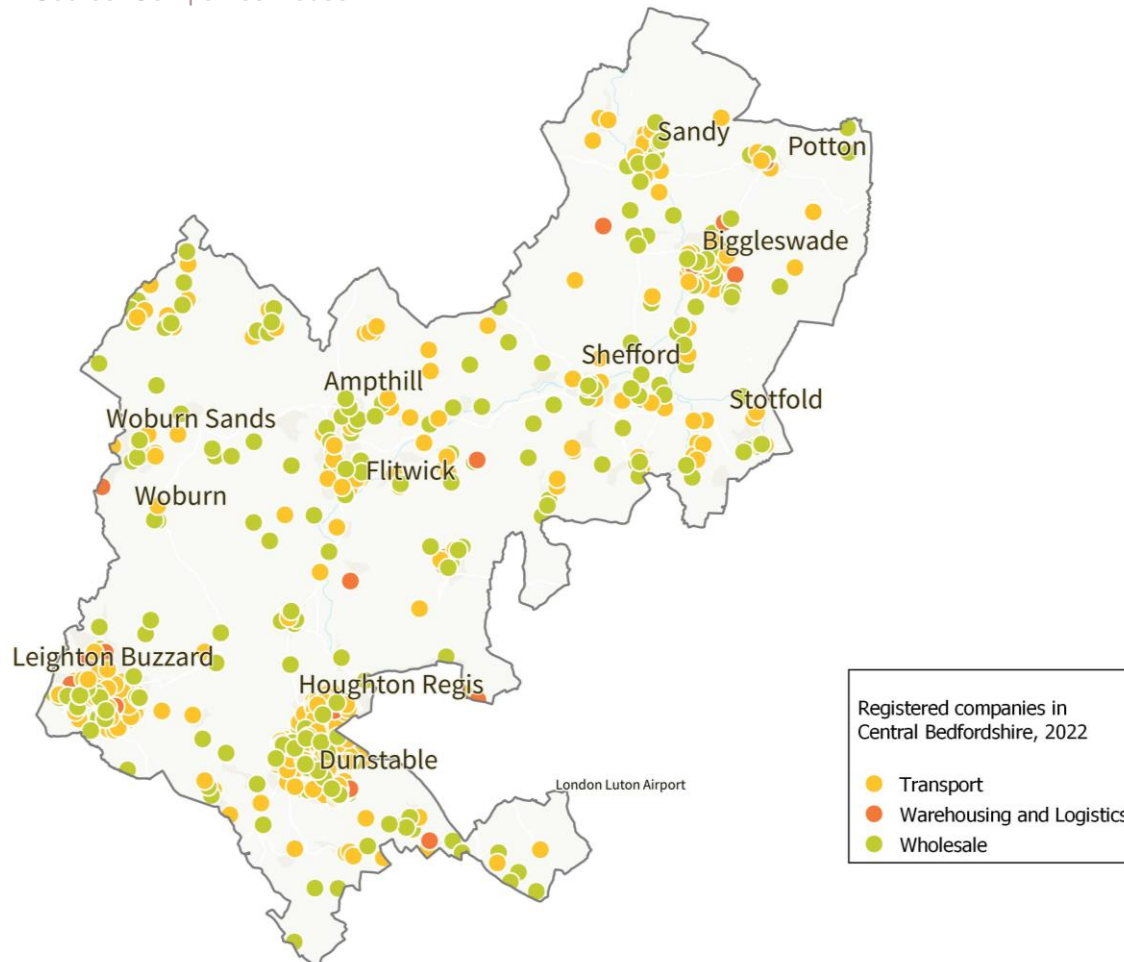 Sandy
Potton
Biggleswade
Shefford
Ampthill
Stotfold
Woburn Sands
Flitwick
Woburn
Leighton Buzzard
Houghton Regis
Dunstable
London Luton Airport
Registered companies in
Central Bedfordshire, 2022
Transport
Warehousing and Logistics
Wholesale